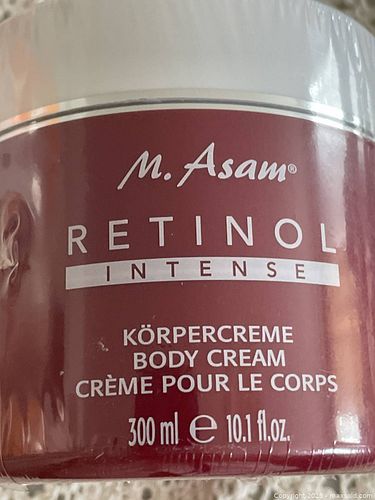 M. Asam®
RETINOL
INTENSE
KÖRPERCREME
BODY CREAM
CRÈME POUR LE CORPS
300 ml ℮ 10.1 fl.oz.